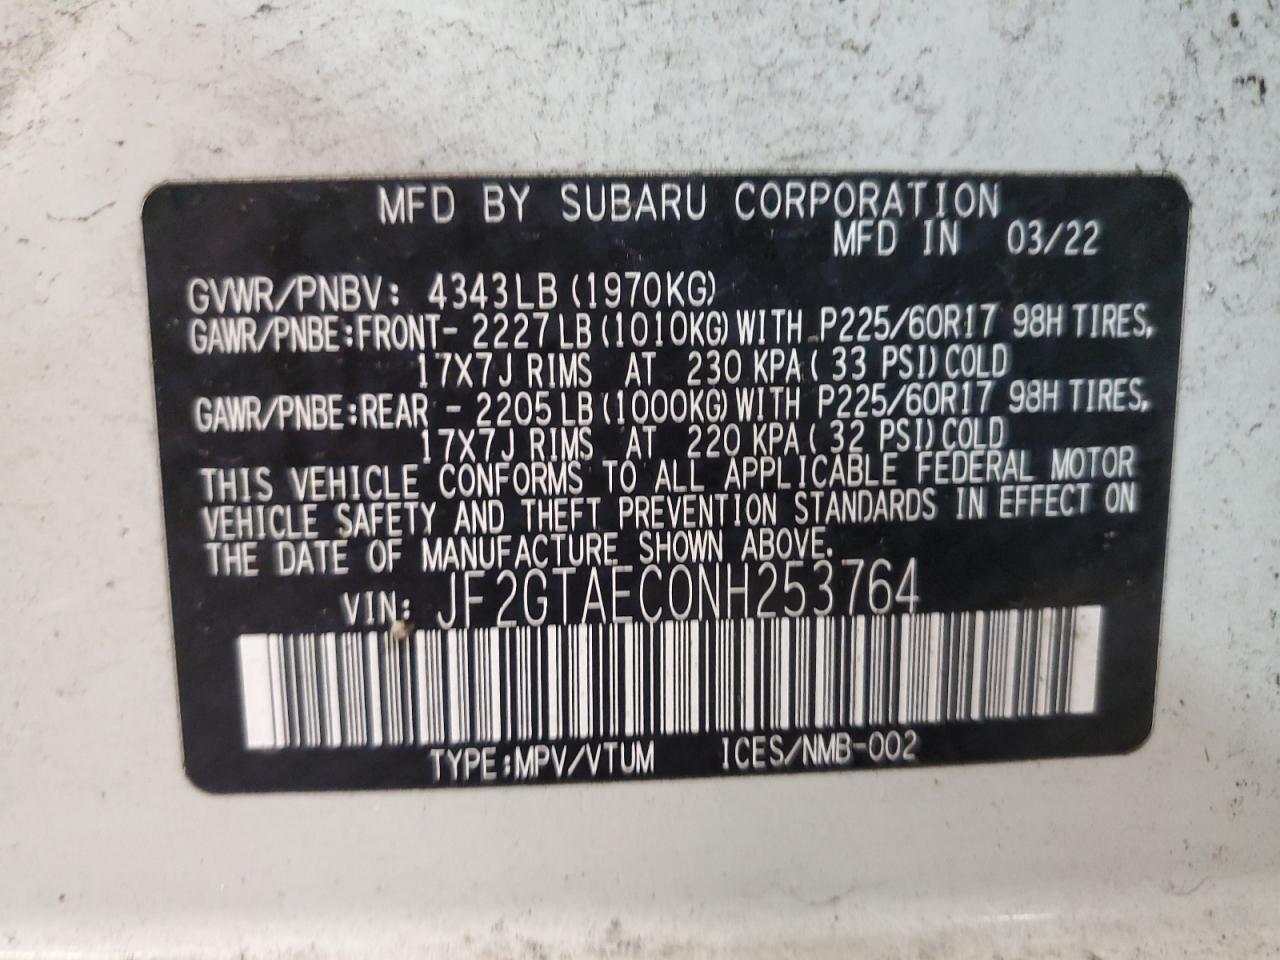 MFD BY SUBARU CORPORATION
MFD IN 03/22
GVWR/PNBV: 4343LB (1970KG)
GAWR/PNBE:FRONT- 2227LB (1010KG)WITH P225/60R17 98H TIRES,
17X7J RIMS AT 230 KPA( 33 PSI)COLD
GAWR/PNBE:REAR - 2205LB (1000KG)WITH P225/60R17 98H TIRES,
17X7J RIMS AT 220 KPA( 32 PSI)COLD
THIS VEHICLE CONFORMS TO ALL APPLICABLE FEDERAL MOTOR
VEHICLE SAFETY AND THEFT PREVENTION STANDARDS IN EFFECT ON
THE DATE OF MANUFACTURE SHOWN ABOVE.
VIN: JF2GTAEC0NH253764
TYPE:MPV/VTUM ICES/NMB-002